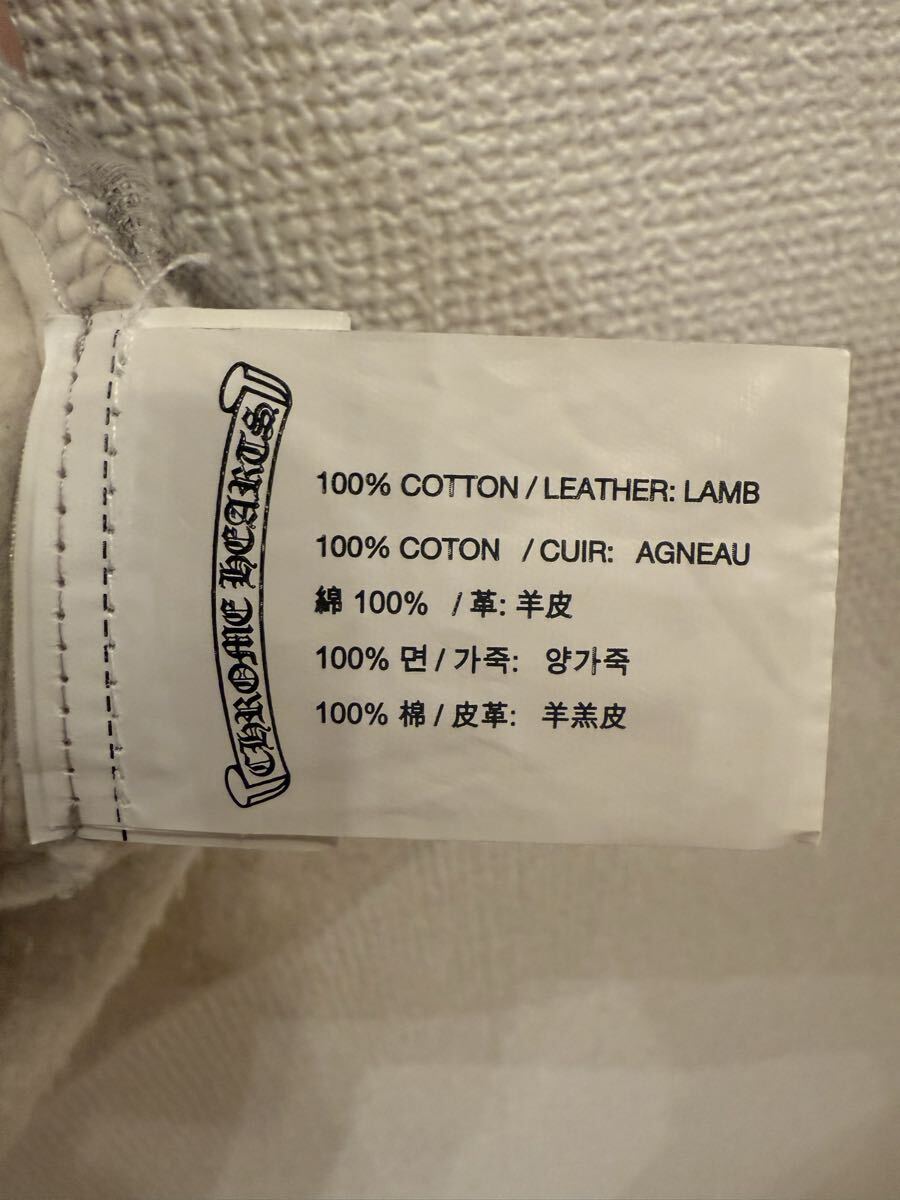 CHROME HEARTS
100% COTTON / LEATHER: LAMB
100% COTON / CUIR: AGNEAU
綿 100% / 革: 羊皮
100% 면 / 가죽: 양가죽
100% 棉 / 皮革: 羊羔皮